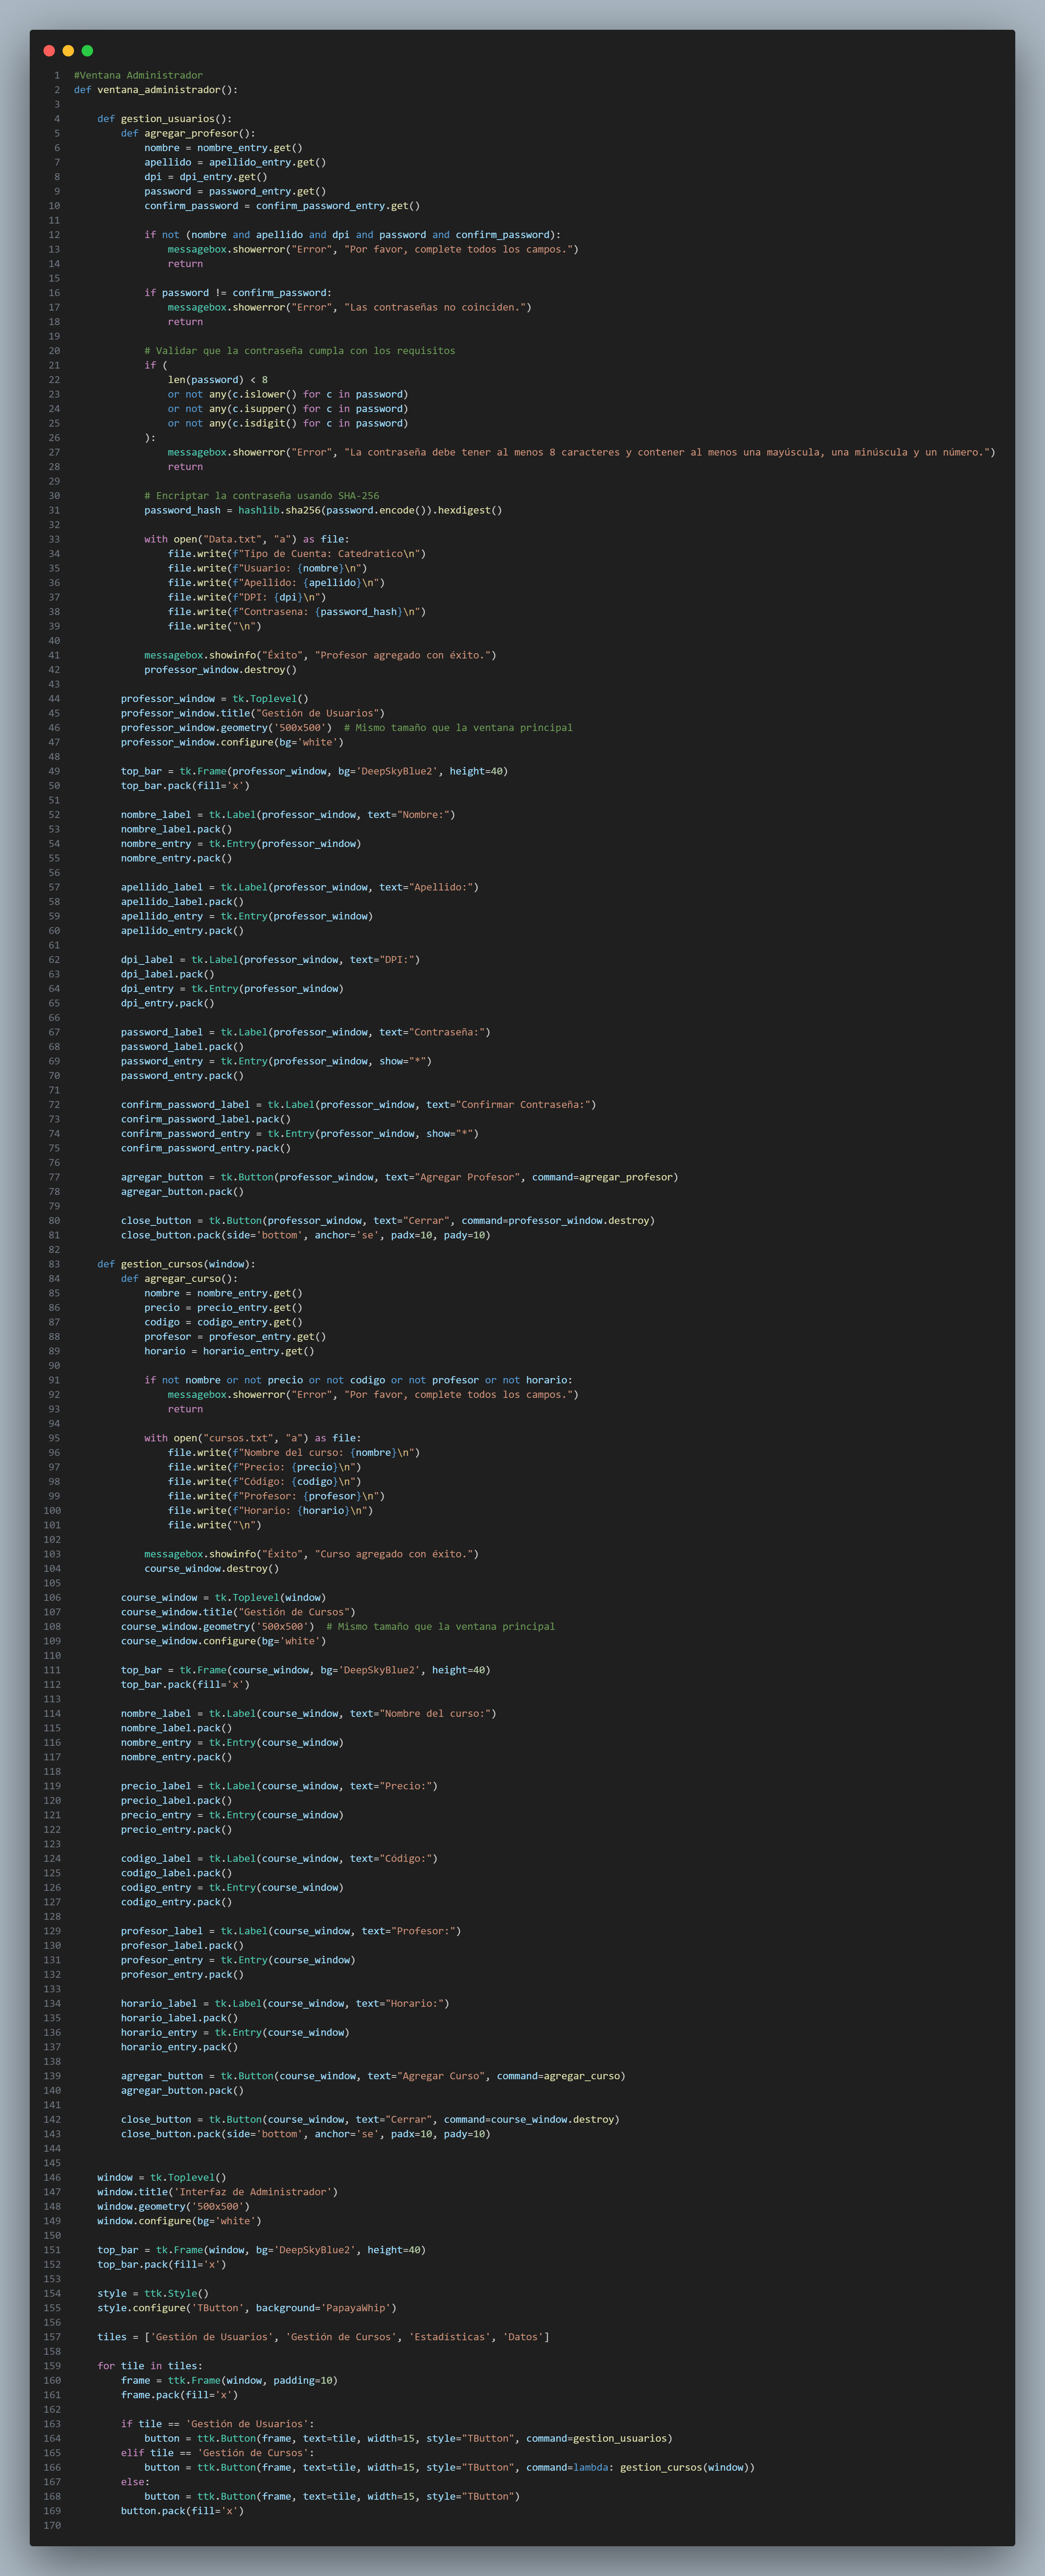 1 #Ventana Administrador
2 def ventana_administrador():
3
4     def gestion_usuarios():
5         def agregar_profesor():
6             nombre = nombre_entry.get()
7             apellido = apellido_entry.get()
8             dpi = dpi_entry.get()
9             password = password_entry.get()
10             confirm_password = confirm_password_entry.get()
11
12             if not (nombre and apellido and dpi and password and confirm_password):
13                 messagebox.showerror("Error", "Por favor, complete todos los campos.")
14                 return
15
16             if password != confirm_password:
17                 messagebox.showerror("Error", "Las contraseñas no coinciden.")
18                 return
19
20             # Validar que la contraseña cumpla con los requisitos
21             if (
22                 len(password) < 8
23                 or not any(c.islower() for c in password)
24                 or not any(c.isupper() for c in password)
25                 or not any(c.isdigit() for c in password)
26             ):
27                 messagebox.showerror("Error", "La contraseña debe tener al menos 8 caracteres y contener al menos una mayúscula, una minúscula y un número.")
28                 return
29
30             # Encriptar la contraseña usando SHA-256
31             password_hash = hashlib.sha256(password.encode()).hexdigest()
32
33             with open("Data.txt", "a") as file:
34                 file.write(f"Tipo de Cuenta: Catedratico\n")
35                 file.write(f"Usuario: {nombre}\n")
36                 file.write(f"Apellido: {apellido}\n")
37                 file.write(f"DPI: {dpi}\n")
38                 file.write(f"Contrasena: {password_hash}\n")
39                 file.write("\n")
40
41             messagebox.showinfo("Éxito", "Profesor agregado con éxito.")
42             professor_window.destroy()
43
44         professor_window = tk.Toplevel()
45         professor_window.title("Gestión de Usuarios")
46         professor_window.geometry('500x500')  # Mismo tamaño que la ventana principal
47         professor_window.configure(bg='white')
48
49         top_bar = tk.Frame(professor_window, bg='DeepSkyBlue2', height=40)
50         top_bar.pack(fill='x')
51
52         nombre_label = tk.Label(professor_window, text="Nombre:")
53         nombre_label.pack()
54         nombre_entry = tk.Entry(professor_window)
55         nombre_entry.pack()
56
57         apellido_label = tk.Label(professor_window, text="Apellido:")
58         apellido_label.pack()
59         apellido_entry = tk.Entry(professor_window)
60         apellido_entry.pack()
61
62         dpi_label = tk.Label(professor_window, text="DPI:")
63         dpi_label.pack()
64         dpi_entry = tk.Entry(professor_window)
65         dpi_entry.pack()
66
67         password_label = tk.Label(professor_window, text="Contraseña:")
68         password_label.pack()
69         password_entry = tk.Entry(professor_window, show="*")
70         password_entry.pack()
71
72         confirm_password_label = tk.Label(professor_window, text="Confirmar Contraseña:")
73         confirm_password_label.pack()
74         confirm_password_entry = tk.Entry(professor_window, show="*")
75         confirm_password_entry.pack()
76
77         agregar_button = tk.Button(professor_window, text="Agregar Profesor", command=agregar_profesor)
78         agregar_button.pack()
79
80         close_button = tk.Button(professor_window, text="Cerrar", command=professor_window.destroy)
81         close_button.pack(side='bottom', anchor='se', padx=10, pady=10)
82
83     def gestion_cursos(window):
84         def agregar_curso():
85             nombre = nombre_entry.get()
86             precio = precio_entry.get()
87             codigo = codigo_entry.get()
88             profesor = profesor_entry.get()
89             horario = horario_entry.get()
90
91             if not nombre or not precio or not codigo or not profesor or not horario:
92                 messagebox.showerror("Error", "Por favor, complete todos los campos.")
93                 return
94
95             with open("cursos.txt", "a") as file:
96                 file.write(f"Nombre del curso: {nombre}\n")
97                 file.write(f"Precio: {precio}\n")
98                 file.write(f"Código: {codigo}\n")
99                 file.write(f"Profesor: {profesor}\n")
100                 file.write(f"Horario: {horario}\n")
101                 file.write("\n")
102
103             messagebox.showinfo("Éxito", "Curso agregado con éxito.")
104             course_window.destroy()
105
106         course_window = tk.Toplevel(window)
107         course_window.title("Gestión de Cursos")
108         course_window.geometry('500x500')  # Mismo tamaño que la ventana principal
109         course_window.configure(bg='white')
110
111         top_bar = tk.Frame(course_window, bg='DeepSkyBlue2', height=40)
112         top_bar.pack(fill='x')
113
114         nombre_label = tk.Label(course_window, text="Nombre del curso:")
115         nombre_label.pack()
116         nombre_entry = tk.Entry(course_window)
117         nombre_entry.pack()
118
119         precio_label = tk.Label(course_window, text="Precio:")
120         precio_label.pack()
121         precio_entry = tk.Entry(course_window)
122         precio_entry.pack()
123
124         codigo_label = tk.Label(course_window, text="Código:")
125         codigo_label.pack()
126         codigo_entry = tk.Entry(course_window)
127         codigo_entry.pack()
128
129         profesor_label = tk.Label(course_window, text="Profesor:")
130         profesor_label.pack()
131         profesor_entry = tk.Entry(course_window)
132         profesor_entry.pack()
133
134         horario_label = tk.Label(course_window, text="Horario:")
135         horario_label.pack()
136         horario_entry = tk.Entry(course_window)
137         horario_entry.pack()
138
139         agregar_button = tk.Button(course_window, text="Agregar Curso", command=agregar_curso)
140         agregar_button.pack()
141
142         close_button = tk.Button(course_window, text="Cerrar", command=course_window.destroy)
143         close_button.pack(side='bottom', anchor='se', padx=10, pady=10)
144
145
146     window = tk.Toplevel()
147     window.title('Interfaz de Administrador')
148     window.geometry('500x500')
149     window.configure(bg='white')
150
151     top_bar = tk.Frame(window, bg='DeepSkyBlue2', height=40)
152     top_bar.pack(fill='x')
153
154     style = ttk.Style()
155     style.configure('TButton', background='PapayaWhip')
156
157     tiles = ['Gestión de Usuarios', 'Gestión de Cursos', 'Estadísticas', 'Datos']
158
159     for tile in tiles:
160         frame = ttk.Frame(window, padding=10)
161         frame.pack(fill='x')
162
163         if tile == 'Gestión de Usuarios':
164             button = ttk.Button(frame, text=tile, width=15, style="TButton", command=gestion_usuarios)
165         elif tile == 'Gestión de Cursos':
166             button = ttk.Button(frame, text=tile, width=15, style="TButton", command=lambda: gestion_cursos(window))
167         else:
168             button = ttk.Button(frame, text=tile, width=15, style="TButton")
169         button.pack(fill='x')
170